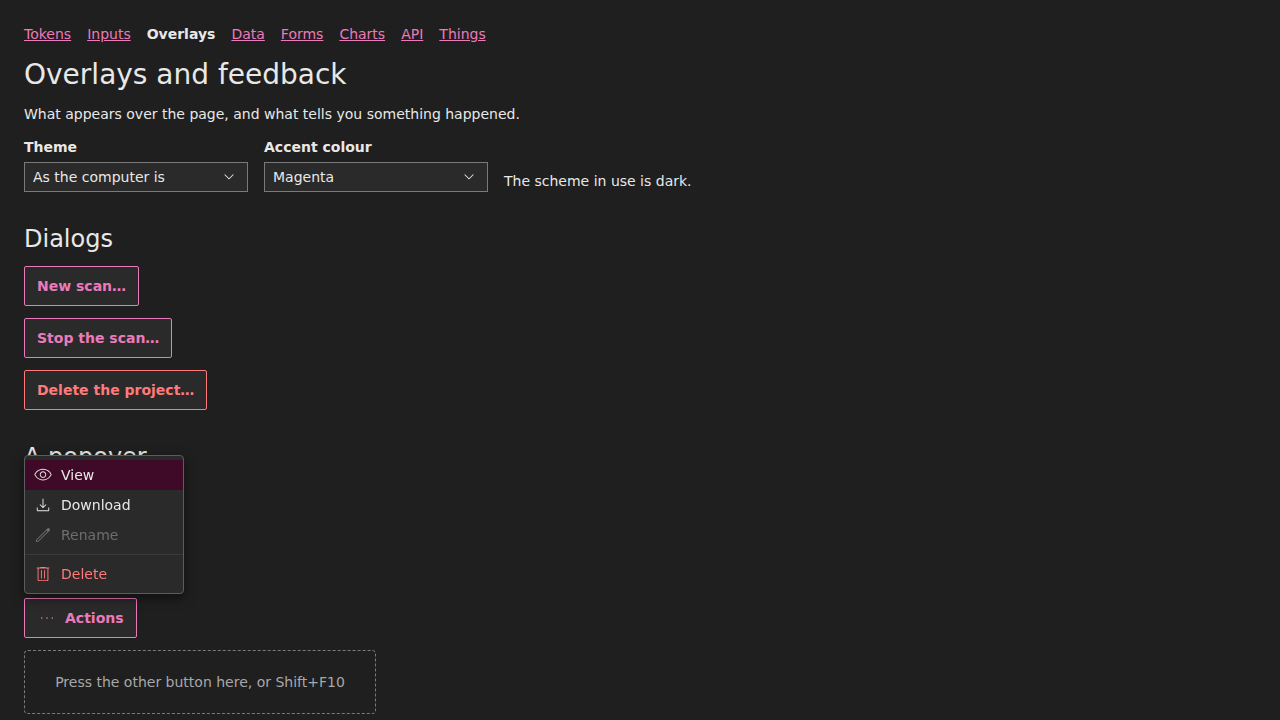 Tokens Inputs Overlays Data Forms Charts API Things
Overlays and feedback
What appears over the page, and what tells you something happened.
Theme Accent colour
As the computer is Magenta The scheme in use is dark.
Dialogs
New scan…
Stop the scan…
Delete the project…
A popover
View
Download
Rename
Delete
··· Actions
Press the other button here, or Shift+F10